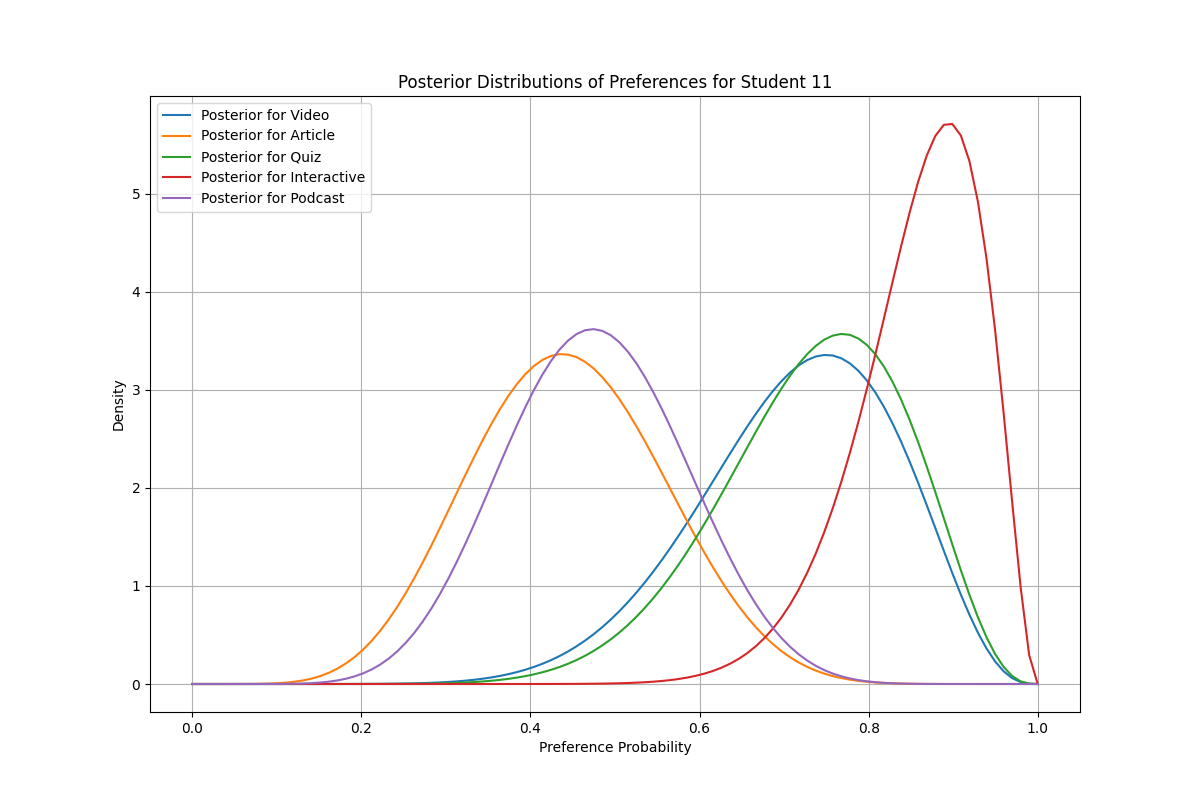 Posterior Distributions of Preferences for Student 11
Posterior for Video
Posterior for Article
Posterior for Quiz
Posterior for Interactive
Posterior for Podcast
5
4
3
2
1
0
Density
0.0 0.2 0.4 0.6 0.8 1.0
Preference Probability